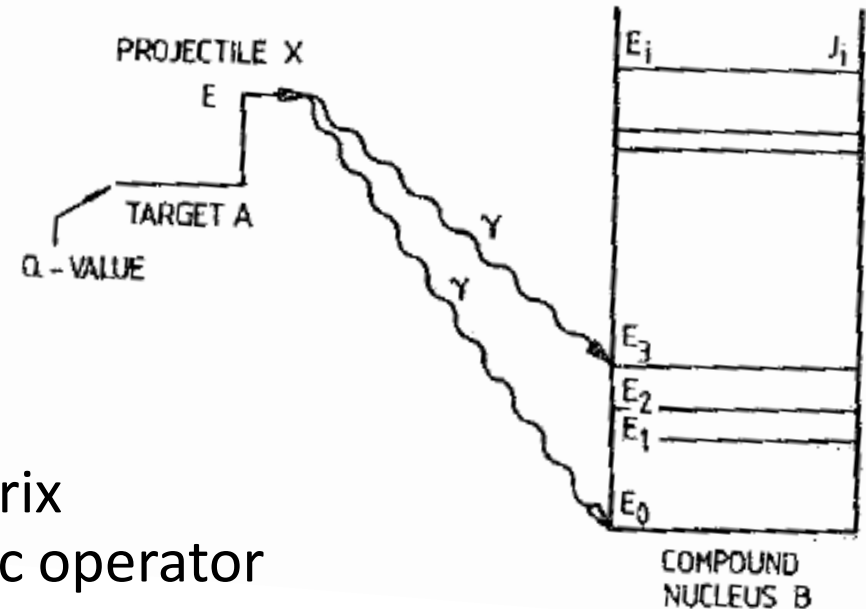 PROJECTILE X
E
TARGET A
Q - VALUE
γ
γ
Ei Ji
E3
E2
E1
E0
COMPOUND
NUCLEUS B
rix
c operator